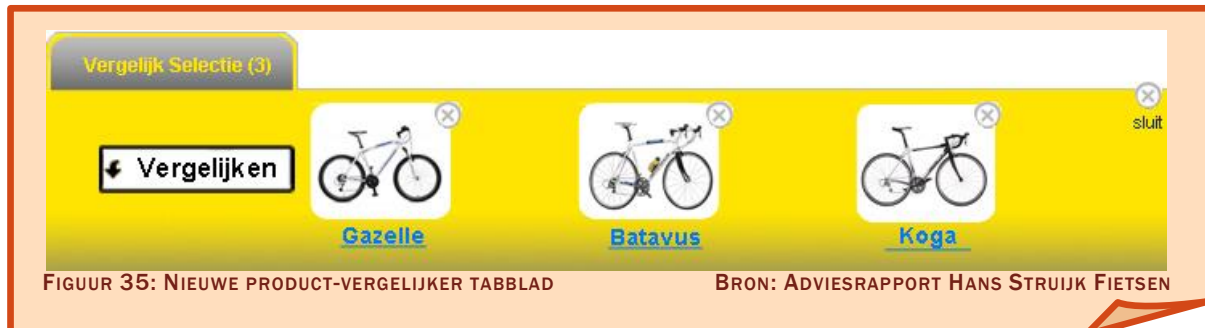 Vergelijk Selectie (3)
sluit
Vergelijken
Gazelle
Batavus
Koga
FIGUUR 35: NIEUWE PRODUCT-VERGELIJKER TABBLAD BRON: ADVIESRAPPORT HANS STRUIJK FIETSEN